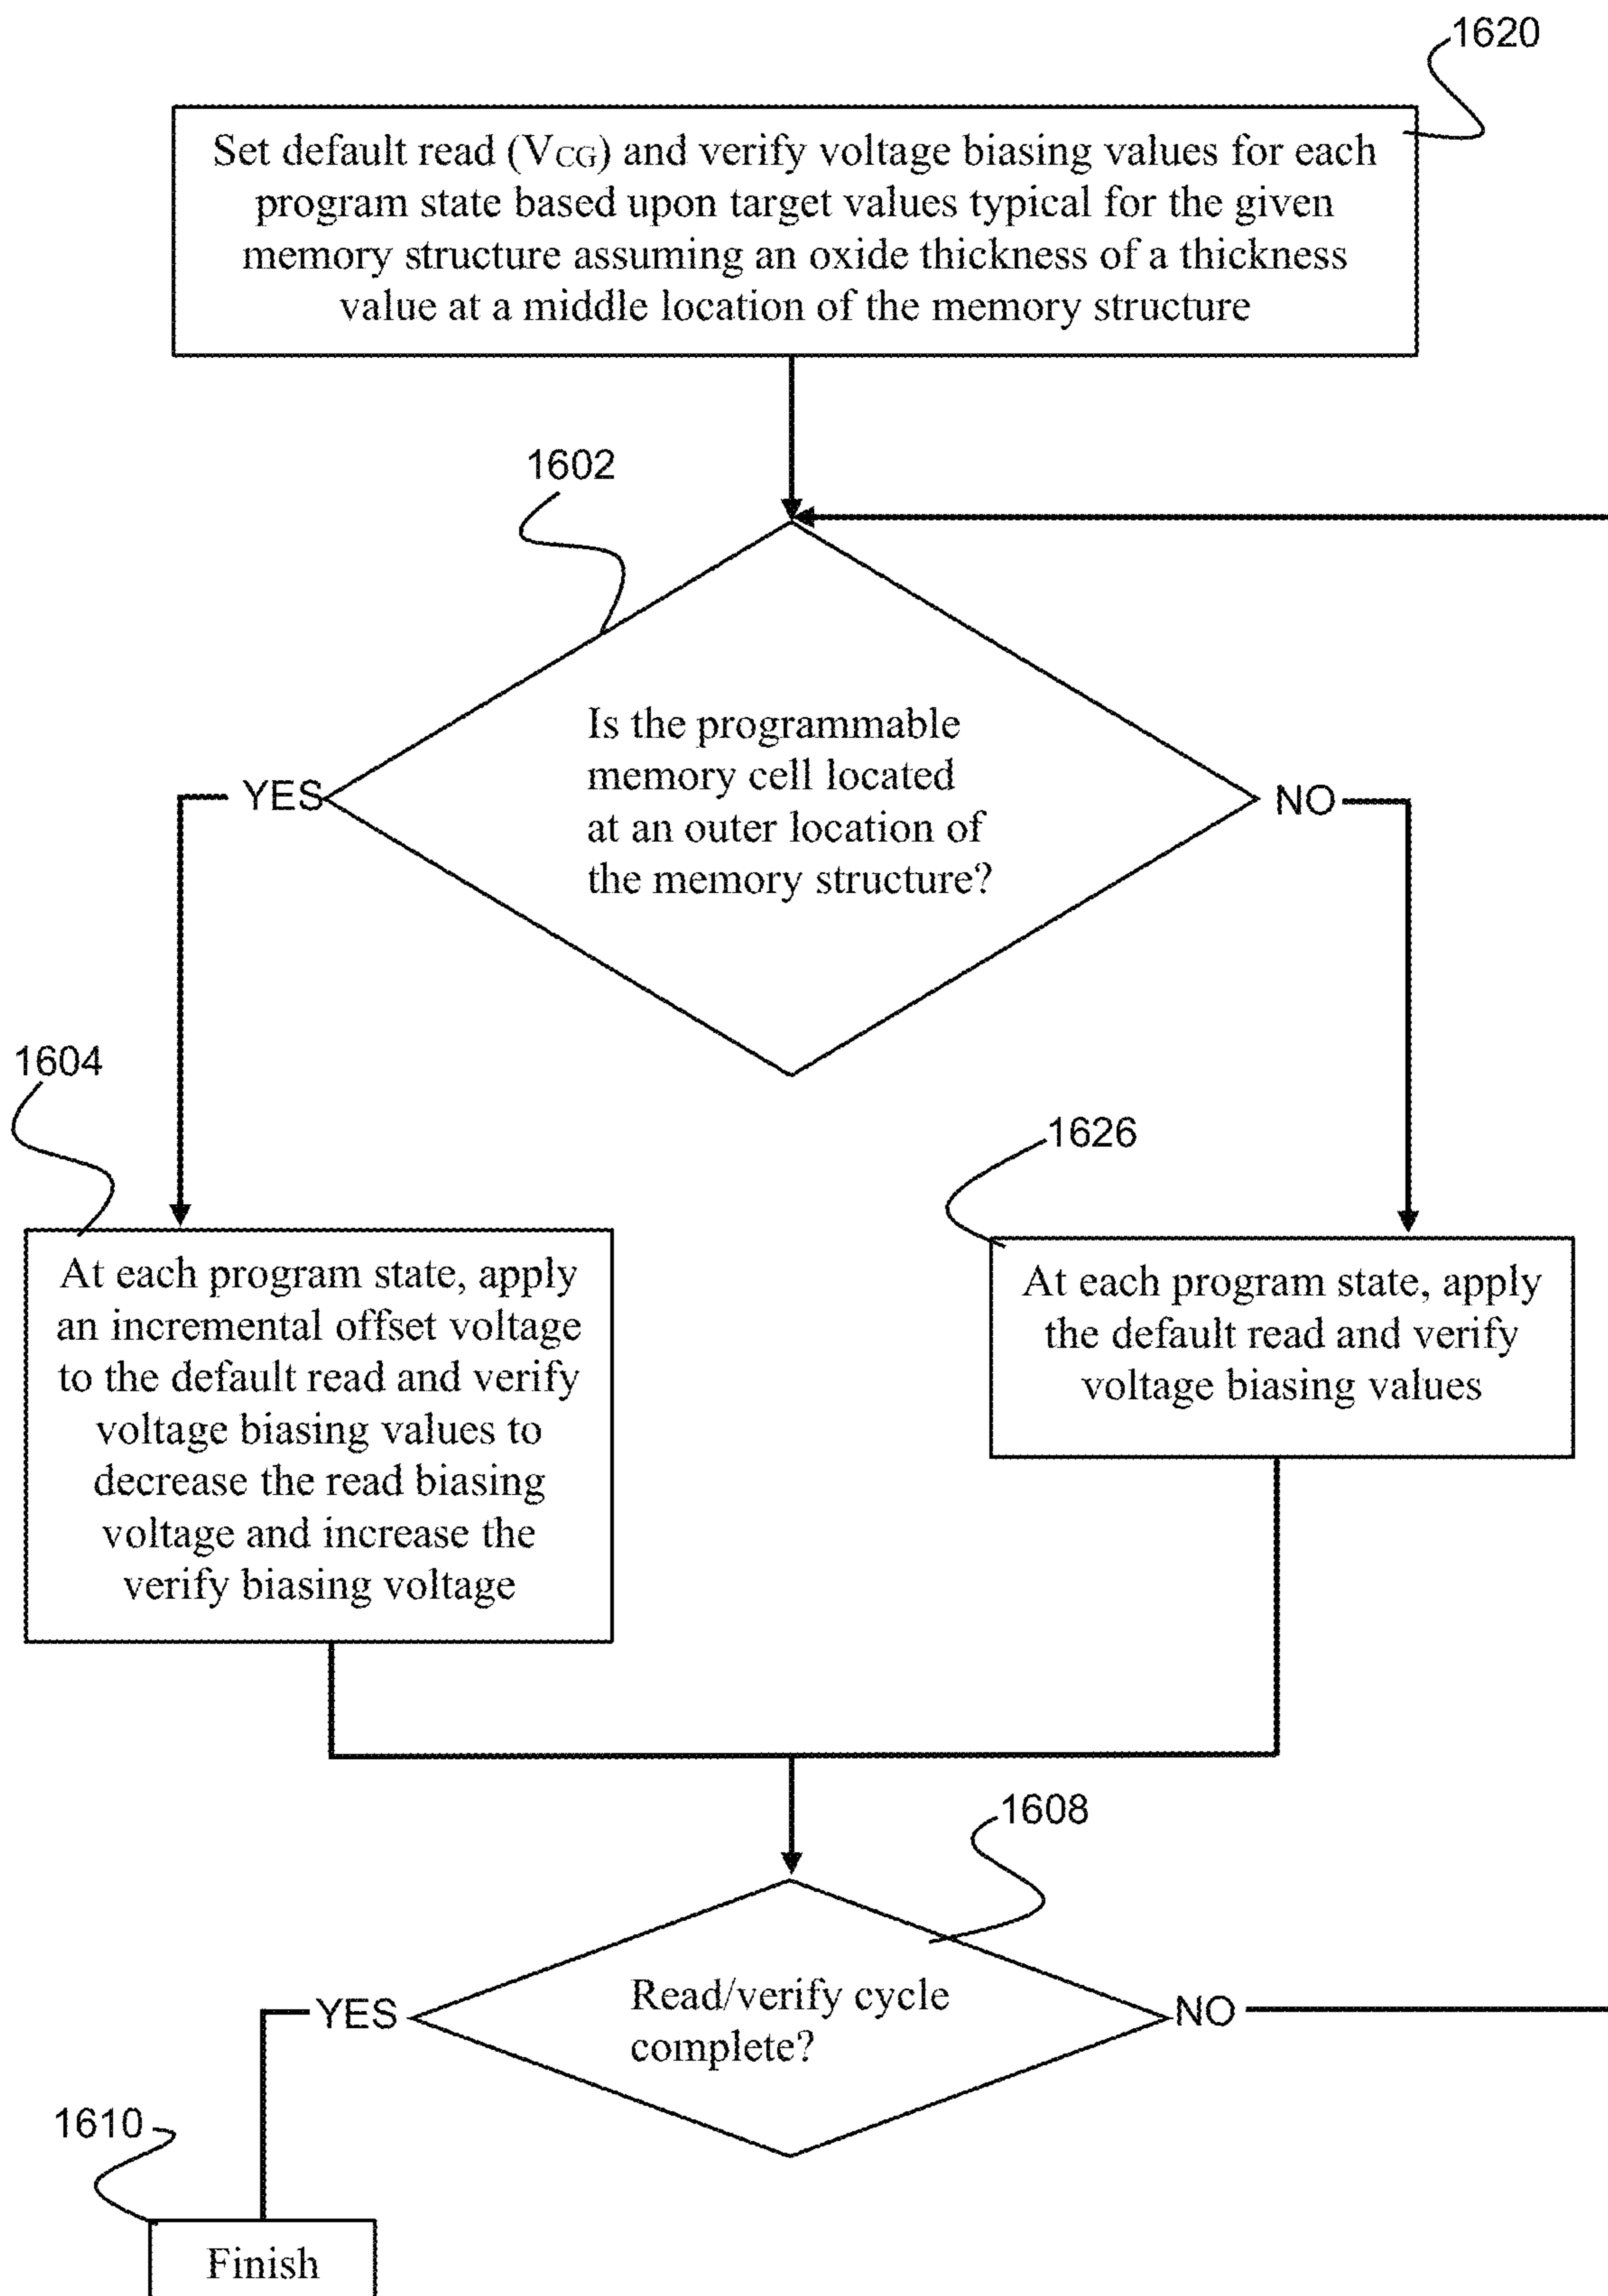 1620
Set default read (VCG) and verify voltage biasing values for each
program state based upon target values typical for the given
memory structure assuming an oxide thickness of a thickness
value at a middle location of the memory structure
1602
Is the programmable
memory cell located
at an outer location of
the memory structure?
YES
NO
1604
At each program state, apply
an incremental offset voltage
to the default read and verify
voltage biasing values to
decrease the read biasing
voltage and increase the
verify biasing voltage
1626
At each program state, apply
the default read and verify
voltage biasing values
1608
Read/verify cycle
complete?
YES
NO
1610
Finish